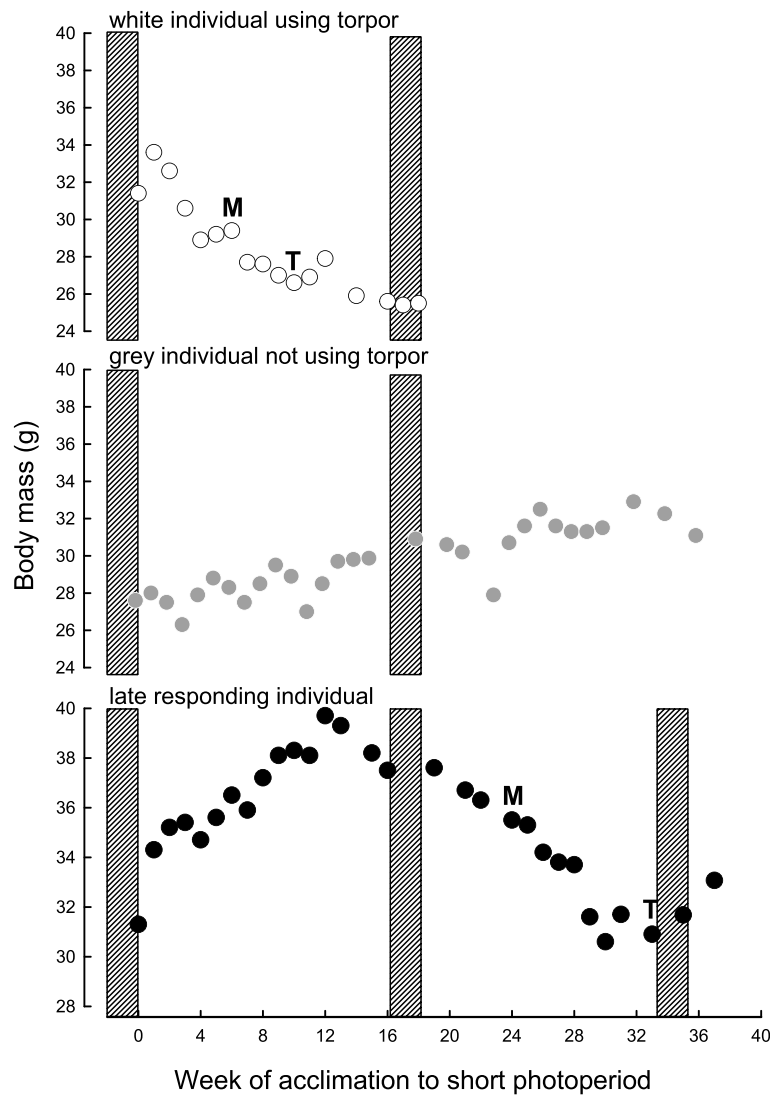 white individual using torpor
40
38
36
34
32
30
28
26
24
M
T
grey individual not using torpor
40
38
36
34
32
30
28
26
24
Body mass (g)
late responding individual
40
38
36
34
32
30
28
M
T
0 4 8 12 16 20 24 28 32 36 40
Week of acclimation to short photoperiod